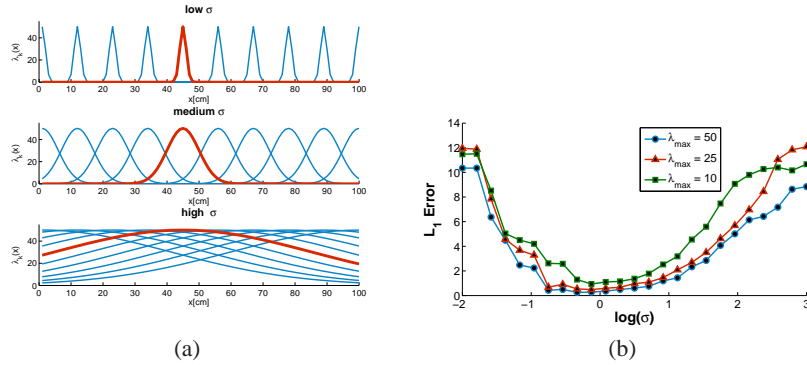 low σ
λk(x)
40
20
0
0 10 20 30 40 50 60 70 80 90 100
x[cm]
medium σ
λk(x)
40
20
0
0 10 20 30 40 50 60 70 80 90 100
x[cm]
high σ
λk(x)
40
20
0
0 10 20 30 40 50 60 70 80 90 100
x[cm]
(a)
L1 Error
14
12
10
8
6
4
2
0
−2 −1 0 1 2 3
log(σ)
λmax = 50
λmax = 25
λmax = 10
(b)